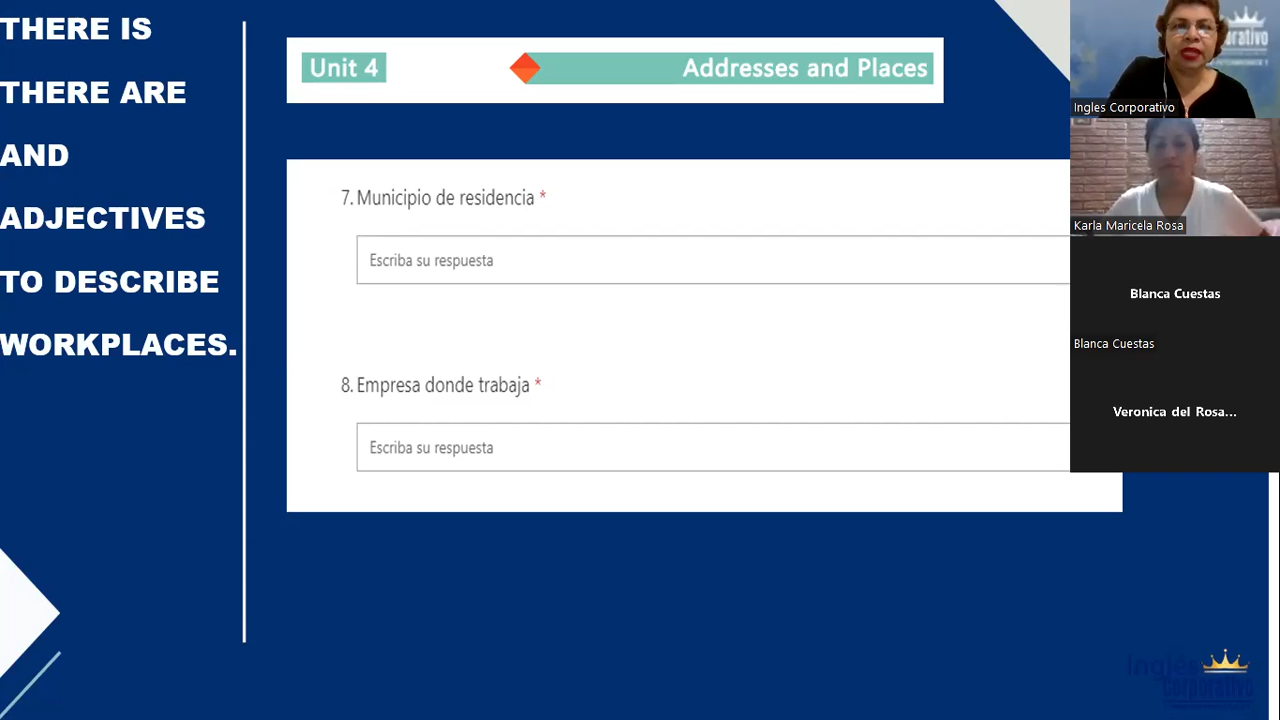 THERE IS
THERE ARE
AND
ADJECTIVES
TO DESCRIBE
WORKPLACES.
Unit 4
Addresses and Places
7. Municipio de residencia *
Escriba su respuesta
8. Empresa donde trabaja *
Escriba su respuesta
Ingles Corporativo
Karla Maricela Rosa
Blanca Cuestas
Blanca Cuestas
Veronica del Rosa...
Inglés
Corporativo